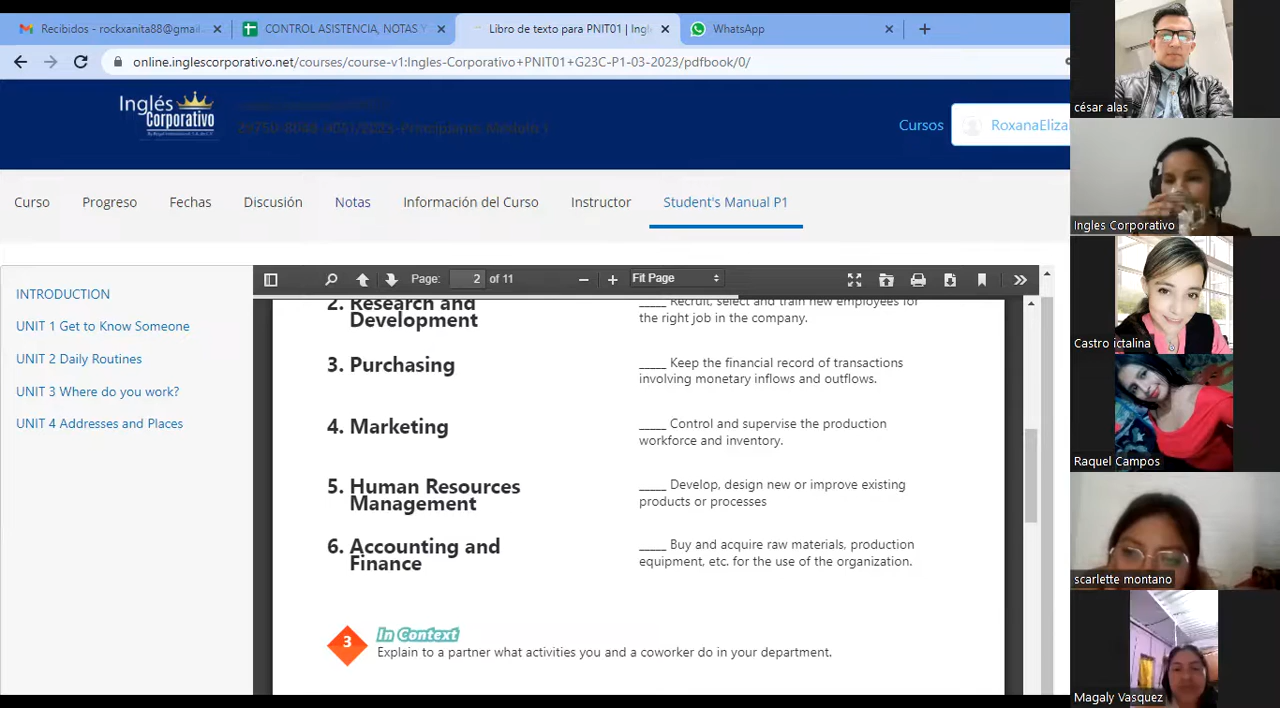 Recibidos - rockxanita88@gmail.
CONTROL ASISTENCIA, NOTAS Y
Libro de texto para PNIT01 | Ingl
WhatsApp
online.inglescorporativo.net/courses/course-v1:Ingles-Corporativo+PNIT01+G23C-P1-03-2023/pdfbook/0/
Inglés
Corporativo
Cursos
RoxanaEliza
Curso
Progreso
Fechas
Discusión
Notas
Información del Curso
Instructor
Student's Manual P1
INTRODUCTION
UNIT 1 Get to Know Someone
UNIT 2 Daily Routines
UNIT 3 Where do you work?
UNIT 4 Addresses and Places
Page: 2 of 11
Fit Page
2. Research and
Development
_____ Recruit, select and train new employees for
the right job in the company.
3. Purchasing
_____ Keep the financial record of transactions
involving monetary inflows and outflows.
4. Marketing
_____ Control and supervise the production
workforce and inventory.
5. Human Resources
Management
_____ Develop, design new or improve existing
products or processes
6. Accounting and
Finance
_____ Buy and acquire raw materials, production
equipment, etc. for the use of the organization.
3
In Context
Explain to a partner what activities you and a coworker do in your department.
césar alas
Ingles Corporativo
Castro ictalina
Raquel Campos
scarlette montano
Magaly Vasquez